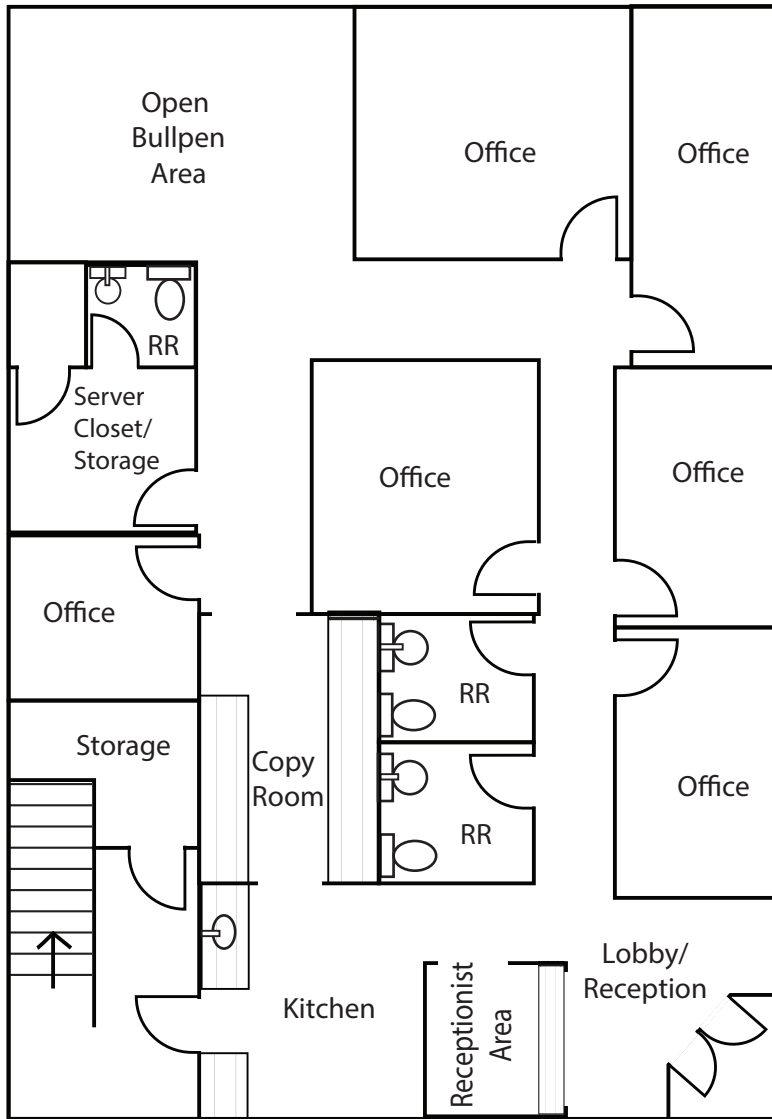 Open
Bullpen
Area
Office
Office
RR
Server
Closet/
Storage
Office
Office
Office
RR
Storage
Copy
Room
Office
RR
Lobby/
Reception
Kitchen
Receptionist
Area